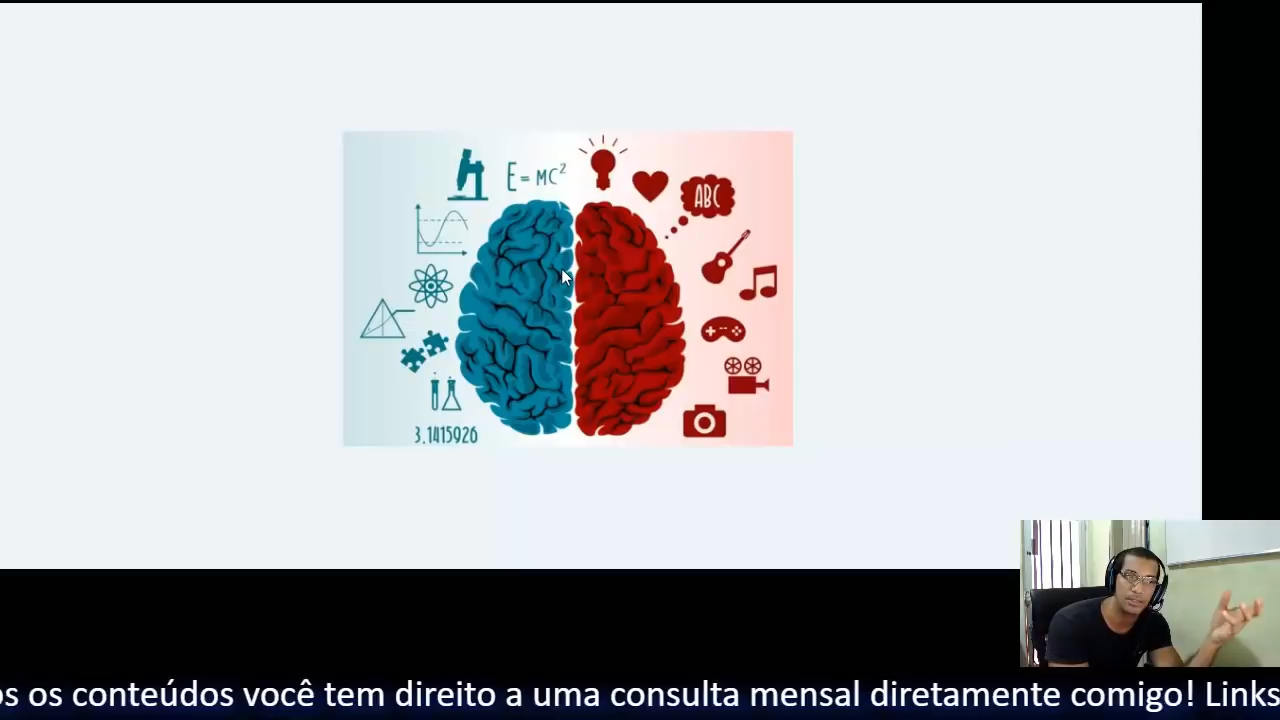 E = MC²
ABC
3.1415926
os os conteúdos você tem direito a uma consulta mensal diretamente comigo! Links